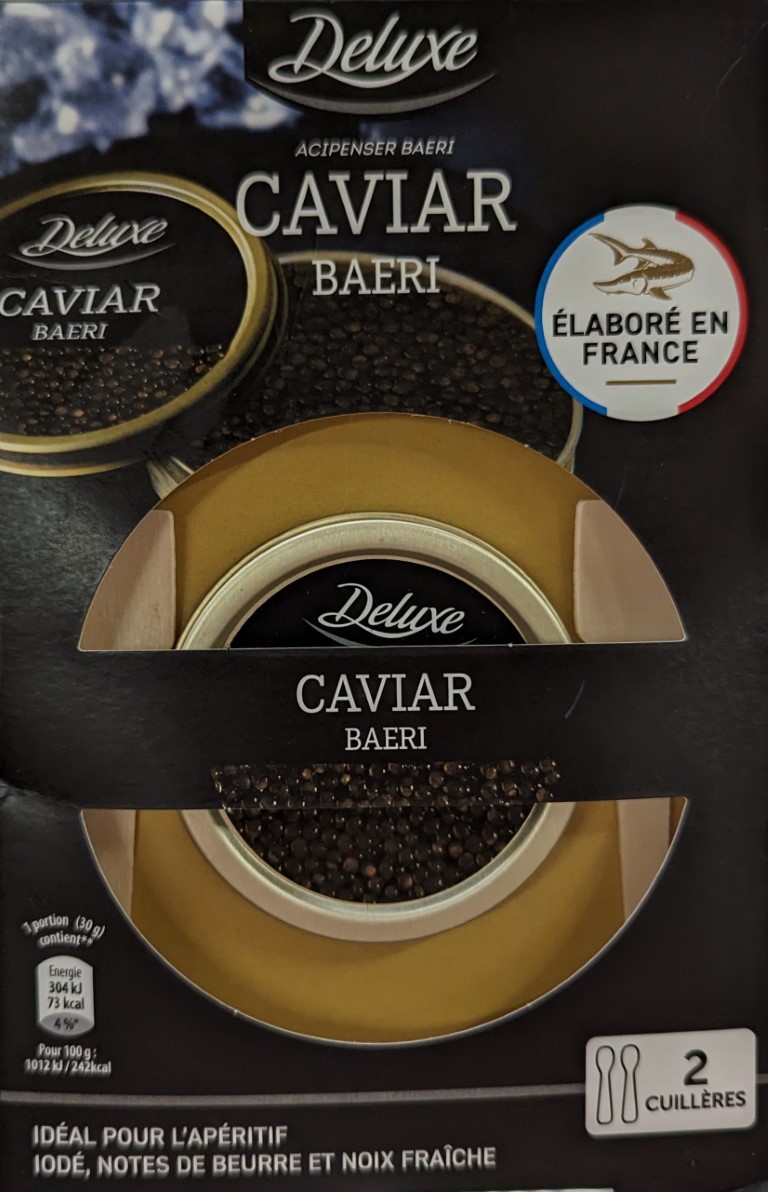 Deluxe
ACIPENSER BAERI
CAVIAR
BAERI
Deluxe
CAVIAR
BAERI
ÉLABORÉ EN
FRANCE
Deluxe
CAVIAR
BAERI
1 portion (30 g)
contient**
Energie
304 kJ
73 kcal
4 %*
Pour 100 g :
1012 kJ / 242kcal
2
CUILLÈRES
IDÉAL POUR L'APÉRITIF
IODÉ, NOTES DE BEURRE ET NOIX FRAÎCHE